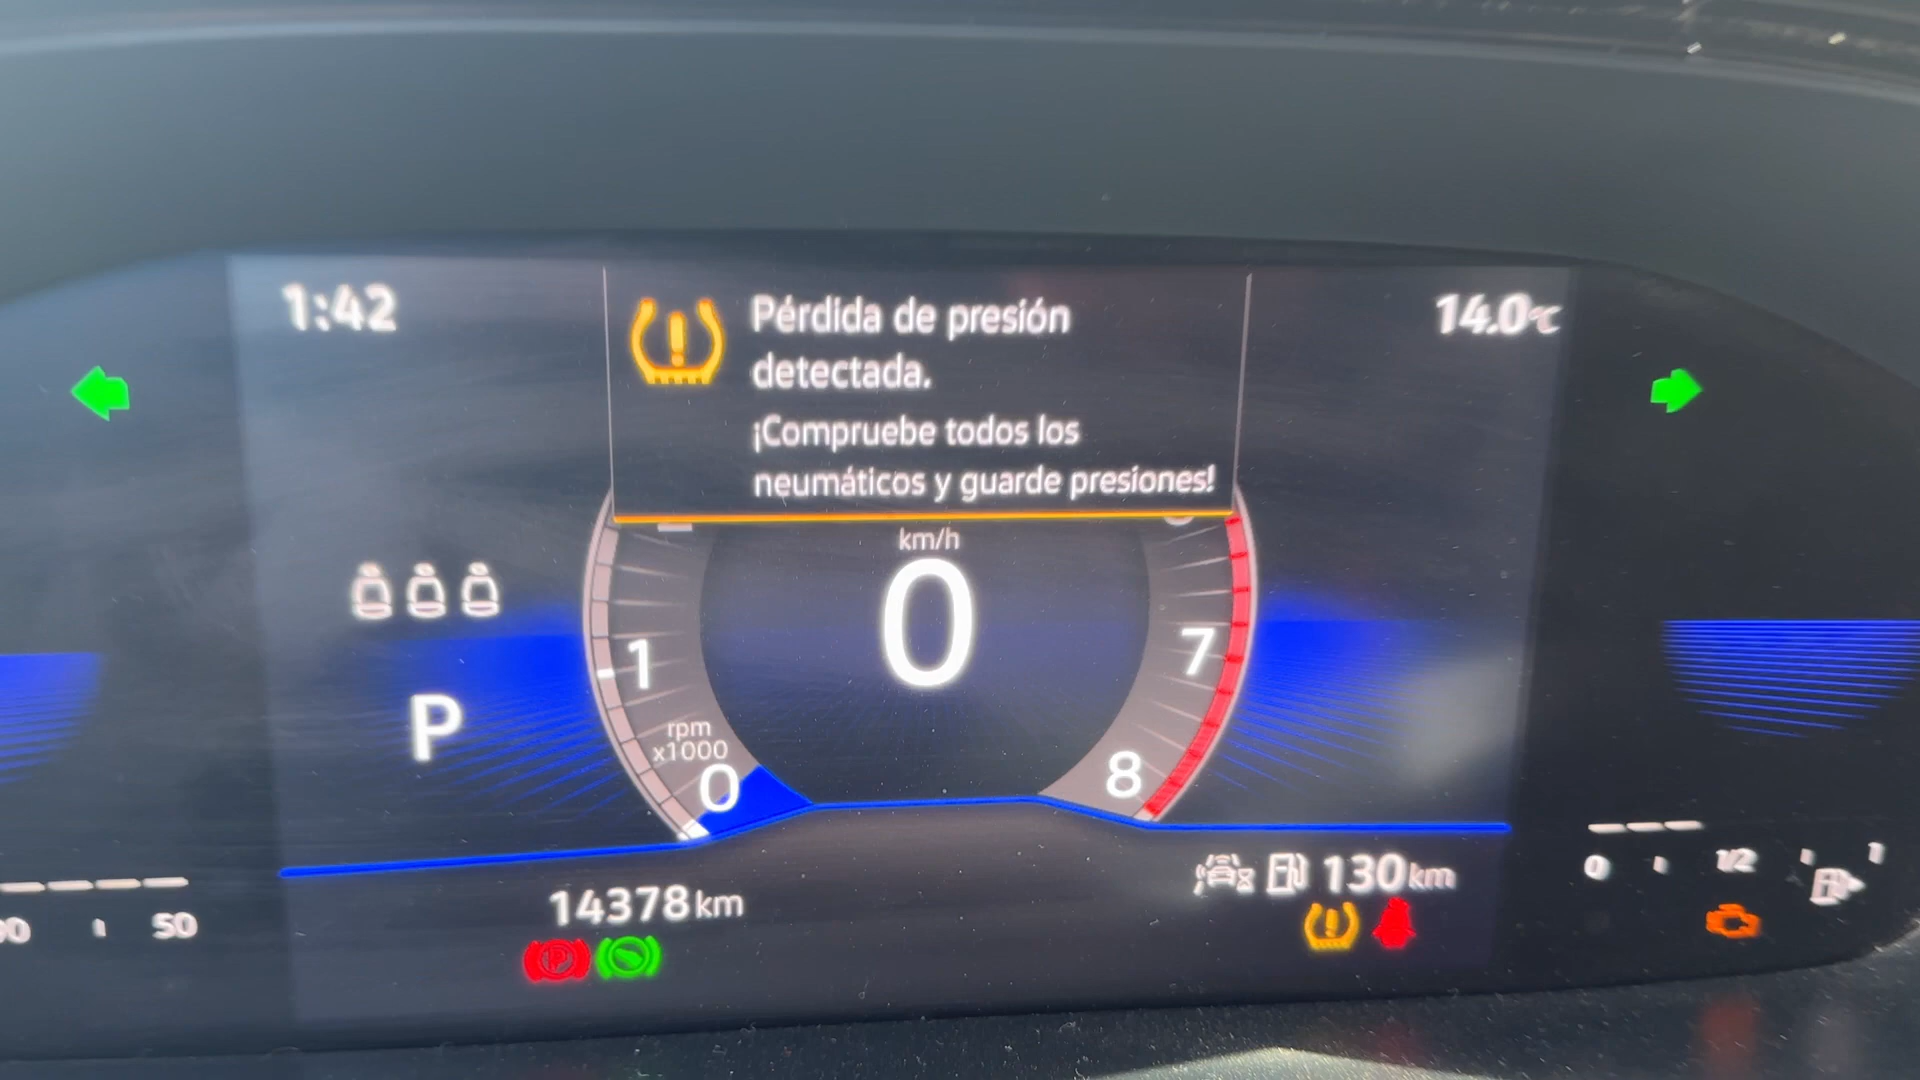 1:42
Pérdida de presión
detectada.
¡Compruebe todos los
neumáticos y guarde presiones!
14.0°C
km/h
0
1
7
P
rpm
x1000
0
8
14378 km
130 km
0 1/2 1
50